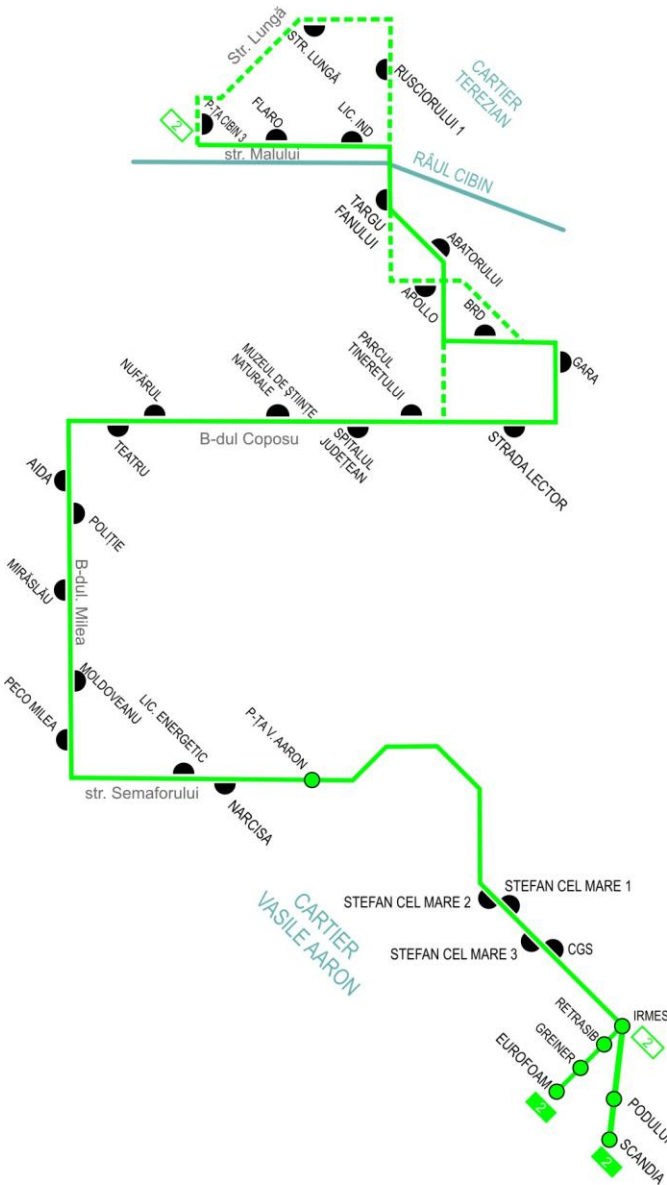 Str. Lungă
STR. LUNGĂ
RUSCIORULUI 1
CARTIER
TEREZIAN
2
P-ȚA CIBIN 3
FLARO
LIC. IND
str. Malului
RÂUL CIBIN
TARGU
FANULUI
ABATORULUI
APOLLO
BRD
GARA
PARCUL
TINERETULUI
MUZEUL DE ȘTIINȚE
NATURALE
NUFĂRUL
TEATRU
B-dul Coposu
SPITALUL
JUDEȚEAN
STRADA LECTOR
AIDA
POLIȚIE
MIRĂSLĂU
B-dul. Milea
MOLDOVEANU
PECO MILEA
LIC. ENERGETIC
P-ȚA V. AARON
str. Semaforului
NARCISA
CARTIER
VASILE AARON
STEFAN CEL MARE 1
STEFAN CEL MARE 2
STEFAN CEL MARE 3
CGS
IRMES
2
RETRASIB
GREINER
EUROFOAM
2
PODULUI
SCANDIA
2